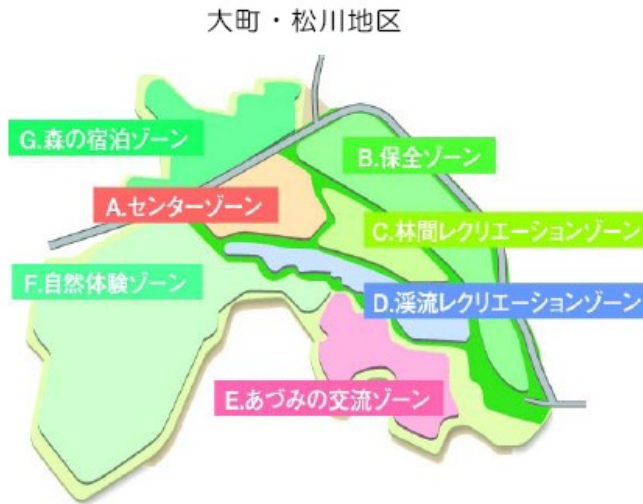 大町・松川地区
G.森の宿泊ゾーン
B.保全ゾーン
A.センターゾーン
C.林間レクリエーションゾーン
F.自然体験ゾーン
D.渓流レクリエーションゾーン
E.あづみの交流ゾーン